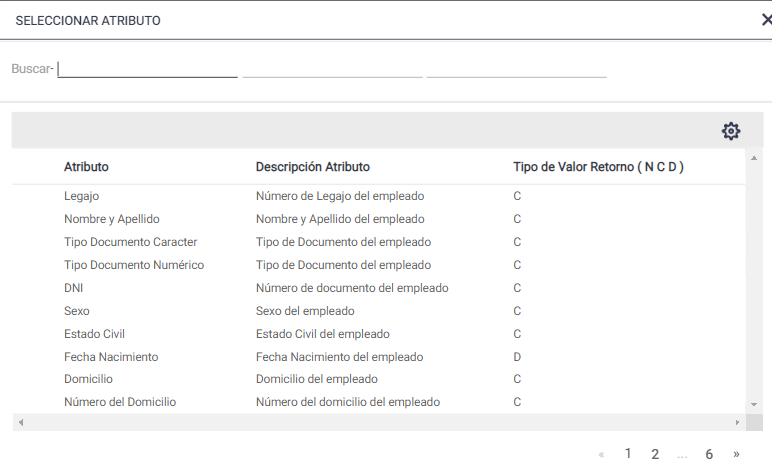 SELECCIONAR ATRIBUTO
Buscar-
Atributo Descripción Atributo Tipo de Valor Retorno ( N C D )
Legajo Número de Legajo del empleado C
Nombre y Apellido Nombre y Apellido del empleado C
Tipo Documento Caracter Tipo de Documento del empleado C
Tipo Documento Numérico Tipo de Documento del empleado C
DNI Número de documento del empleado C
Sexo Sexo del empleado C
Estado Civil Estado Civil del empleado C
Fecha Nacimiento Fecha Nacimiento del empleado D
Domicilio Domicilio del empleado C
Número del Domicilio Número del domicilio del empleado C
« 1 2 ... 6 »